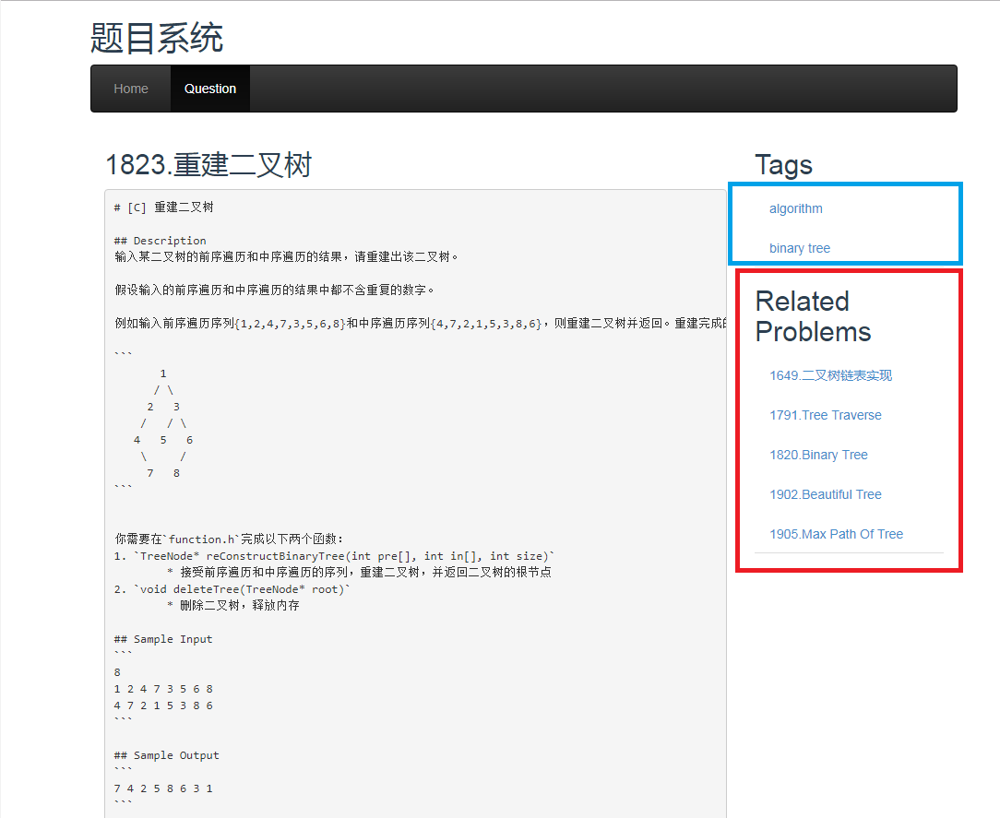 题目系统
Home Question
1823.重建二叉树
# [C] 重建二叉树
## Description
输入某二叉树的前序遍历和中序遍历的结果，请重建出该二叉树。
假设输入的前序遍历和中序遍历的结果中都不含重复的数字。
例如输入前序遍历序列{1,2,4,7,3,5,6,8}和中序遍历序列{4,7,2,1,5,3,8,6}，则重建二叉树并返回。重建完成的
```
1
/ \
2 3
/ / \
4 5 6
\ /
7 8
```
你需要在`function.h`完成以下两个函数：
1. `TreeNode* reConstructBinaryTree(int pre[], int in[], int size)`
* 接受前序遍历和中序遍历的序列，重建二叉树，并返回二叉树的根节点
2. `void deleteTree(TreeNode* root)`
* 删除二叉树，释放内存
## Sample Input
```
8
1 2 4 7 3 5 6 8
4 7 2 1 5 3 8 6
```
## Sample Output
```
7 4 2 5 8 6 3 1
```
Tags
algorithm
binary tree
Related
Problems
1649.二叉树链表实现
1791.Tree Traverse
1820.Binary Tree
1902.Beautiful Tree
1905.Max Path Of Tree